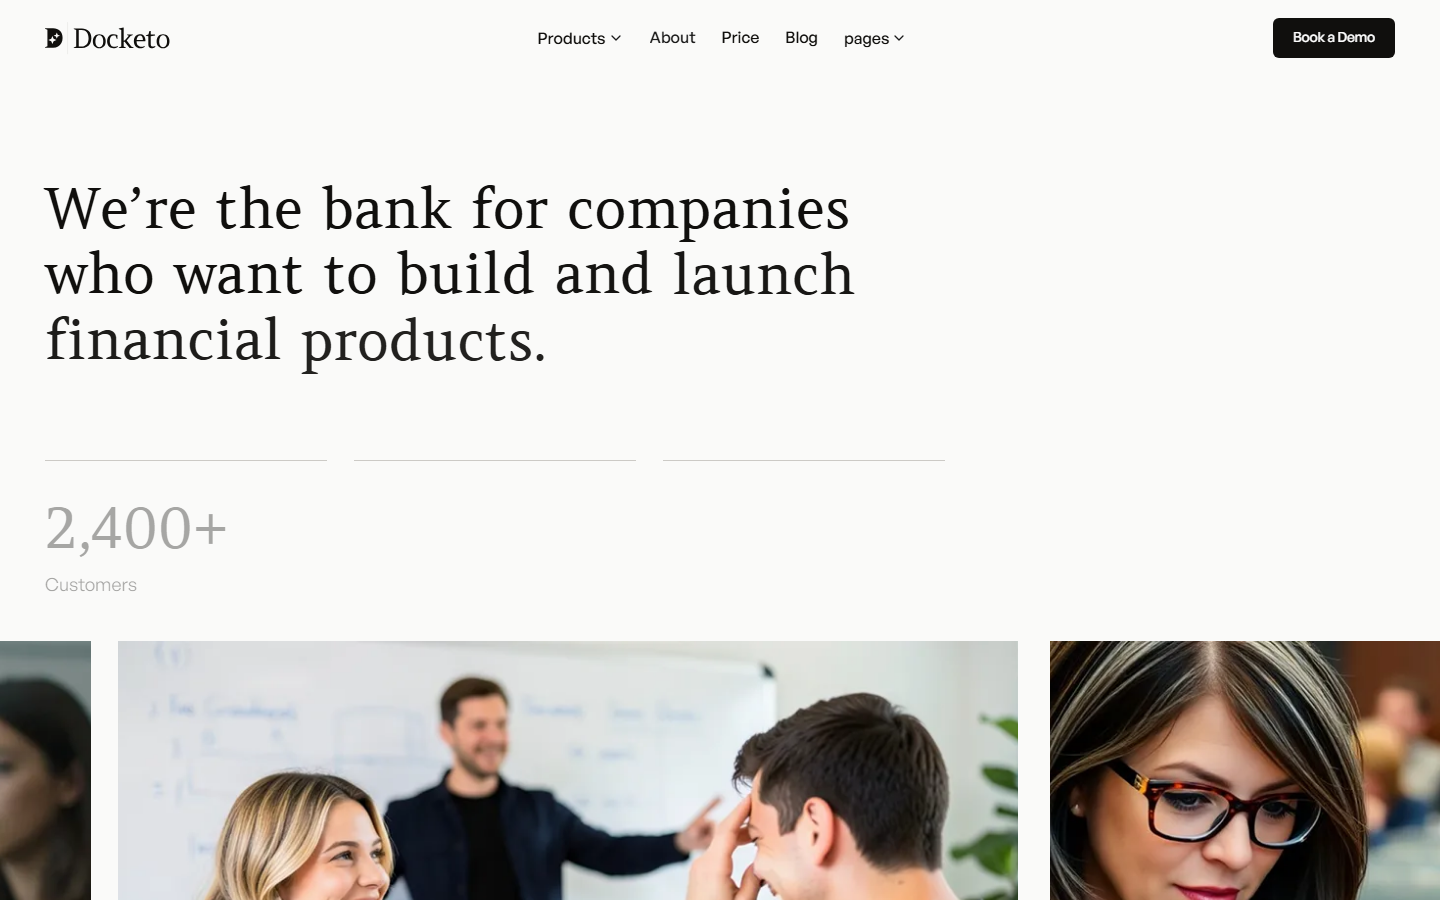 Docketo
Products
About
Price
Blog
pages
Book a Demo
We’re the bank for companies
who want to build and launch
financial products.
2,400+
Customers